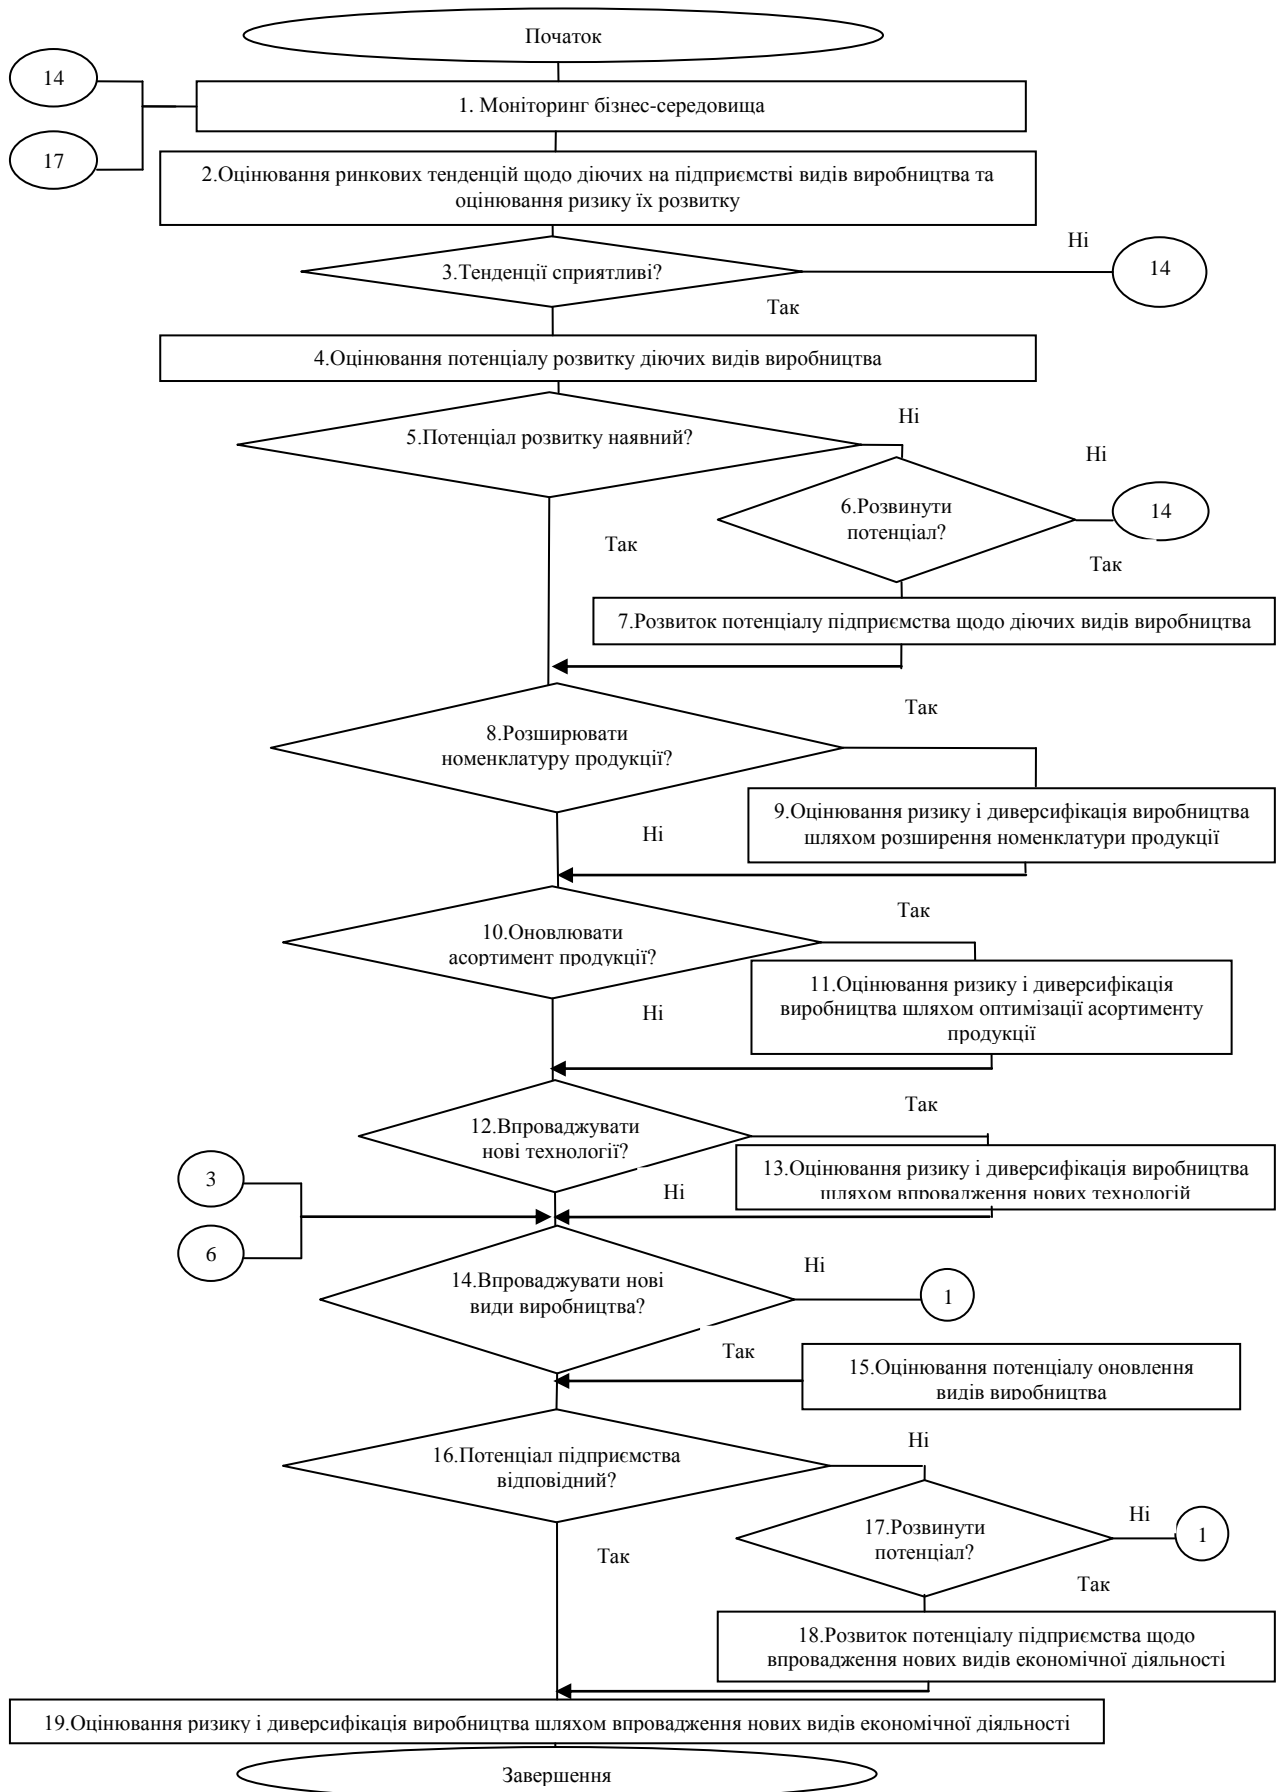 Початок
14
1. Моніторинг бізнес-середовища
17
2.Оцінювання ринкових тенденцій щодо діючих на підприємстві видів виробництва та
оцінювання ризику їх розвитку
Ні
3.Тенденції сприятливі?
14
Так
4.Оцінювання потенціалу розвитку діючих видів виробництва
Ні
5.Потенціал розвитку наявний?
Ні
6.Розвинути
потенціал?
14
Так
Так
7.Розвиток потенціалу підприємства щодо діючих видів виробництва
Так
8.Розширювати
номенклатуру продукції?
9.Оцінювання ризику і диверсифікація виробництва
шляхом розширення номенклатури продукції
Ні
Так
10.Оновлювати
асортимент продукції?
11.Оцінювання ризику і диверсифікація
виробництва шляхом оптимізації асортименту
продукції
Ні
Так
12.Впроваджувати
нові технології?
13.Оцінювання ризику і диверсифікація виробництва
шляхом впровадження нових технологій
3
Ні
6
Ні
14.Впроваджувати нові
види виробництва?
1
Так
15.Оцінювання потенціалу оновлення
видів виробництва
Ні
16.Потенціал підприємства
відповідний?
Ні
17.Розвинути
потенціал?
1
Так
Так
18.Розвиток потенціалу підприємства щодо
впровадження нових видів економічної діяльності
19.Оцінювання ризику і диверсифікація виробництва шляхом впровадження нових видів економічної діяльності
Завершення